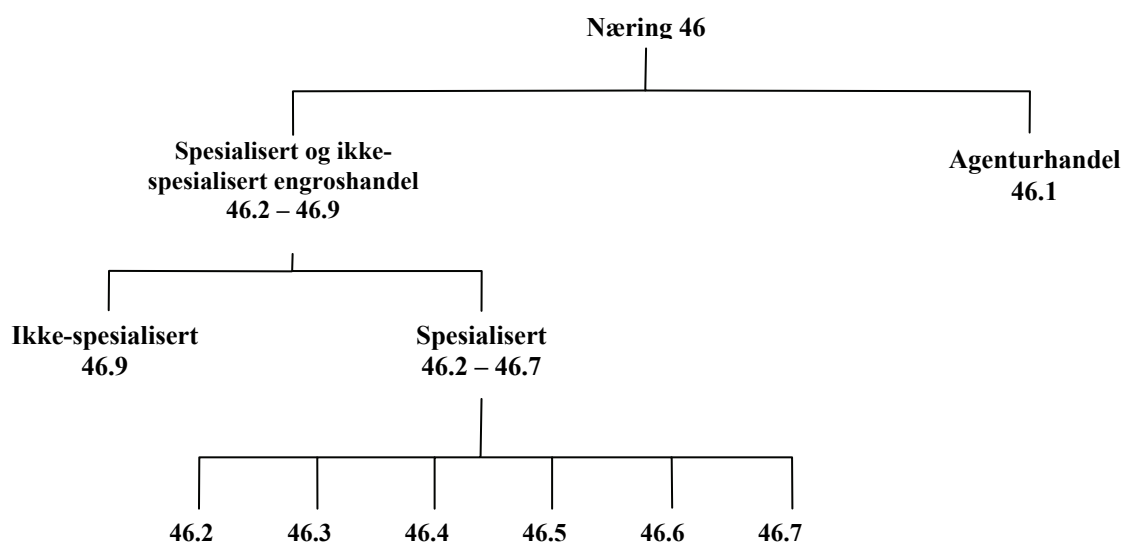 Næring 46
Spesialisert og ikke-
spesialisert engroshandel
46.2 – 46.9
Agenturhandel
46.1
Ikke-spesialisert
46.9
Spesialisert
46.2 – 46.7
46.2 46.3 46.4 46.5 46.6 46.7